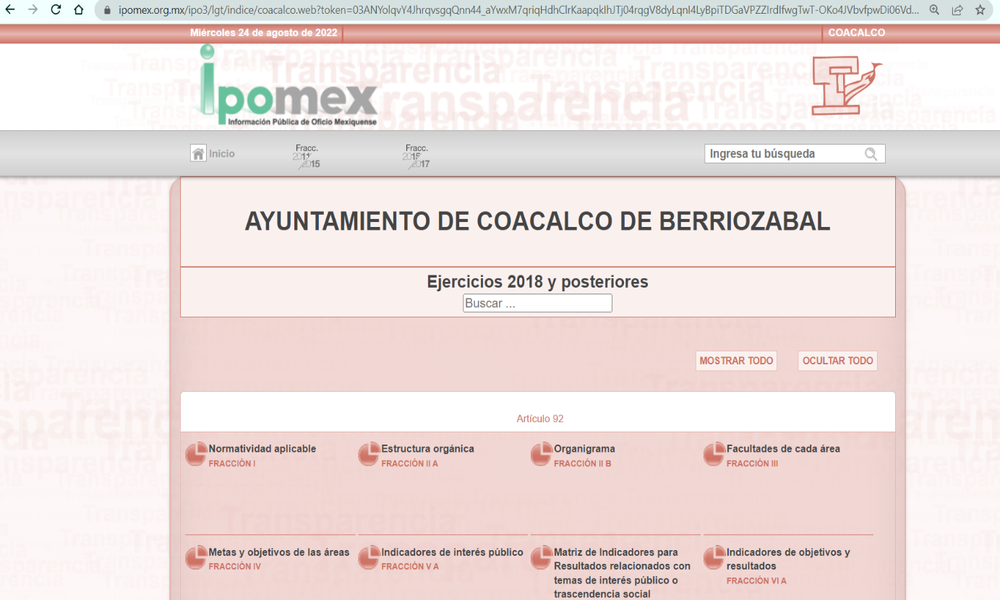 ipomex.org.mx/ipo3/lgt/indice/coacalco.web?token=03ANYolqvY4JhrqvsgqQnn44_aYwxM7qriqHdhClrKaapqkIhJTj04rqgV8dyLqnI4LyBpiTDGaVPZZIrdIfwgTwT-OKo4JVbvfpwDi06Vd...
Miércoles 24 de agosto de 2022
COACALCO
ipomex
Información Pública de Oficio Mexiquense
Inicio
Fracc.
2011
2015
Fracc.
2015
2017
Ingresa tu búsqueda
AYUNTAMIENTO DE COACALCO DE BERRIOZABAL
Ejercicios 2018 y posteriores
Buscar ...
MOSTRAR TODO OCULTAR TODO
Artículo 92
Normatividad aplicable
FRACCIÓN I
Estructura orgánica
FRACCIÓN II A
Organigrama
FRACCIÓN II B
Facultades de cada área
FRACCIÓN III
Metas y objetivos de las áreas
FRACCIÓN IV
Indicadores de interés público
FRACCIÓN V A
Matriz de Indicadores para
Resultados relacionados con
temas de interés público o
trascendencia social
Indicadores de objetivos y
resultados
FRACCIÓN VI A